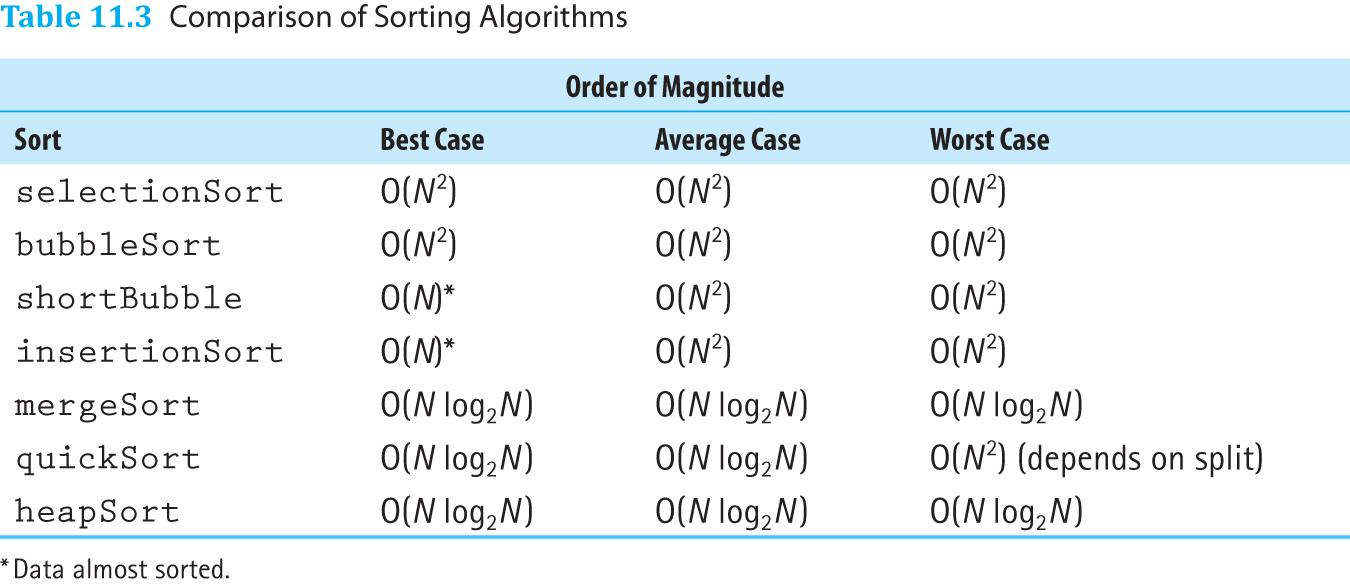 Table 11.3 Comparison of Sorting Algorithms
Order of Magnitude
Sort Best Case Average Case Worst Case
selectionSort O(N²) O(N²) O(N²)
bubbleSort O(N²) O(N²) O(N²)
shortBubble O(N)* O(N²) O(N²)
insertionSort O(N)* O(N²) O(N²)
mergeSort O(N log₂N) O(N log₂N) O(N log₂N)
quickSort O(N log₂N) O(N log₂N) O(N²) (depends on split)
heapSort O(N log₂N) O(N log₂N) O(N log₂N)
* Data almost sorted.